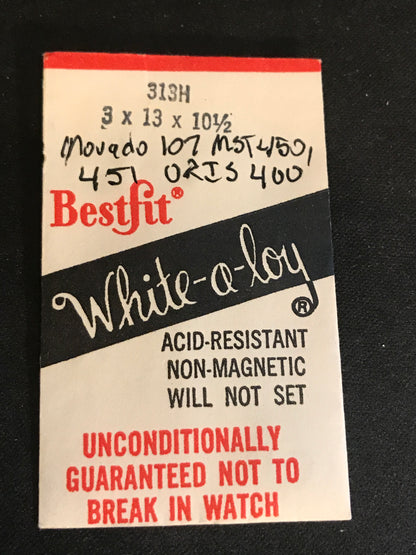 313H
3 x 13 x 10½
Movado 107 MST 450,
451 ORIS 400
Bestfit®
White-a-loy
®
ACID-RESISTANT
NON-MAGNETIC
WILL NOT SET
UNCONDITIONALLY
GUARANTEED NOT TO
BREAK IN WATCH